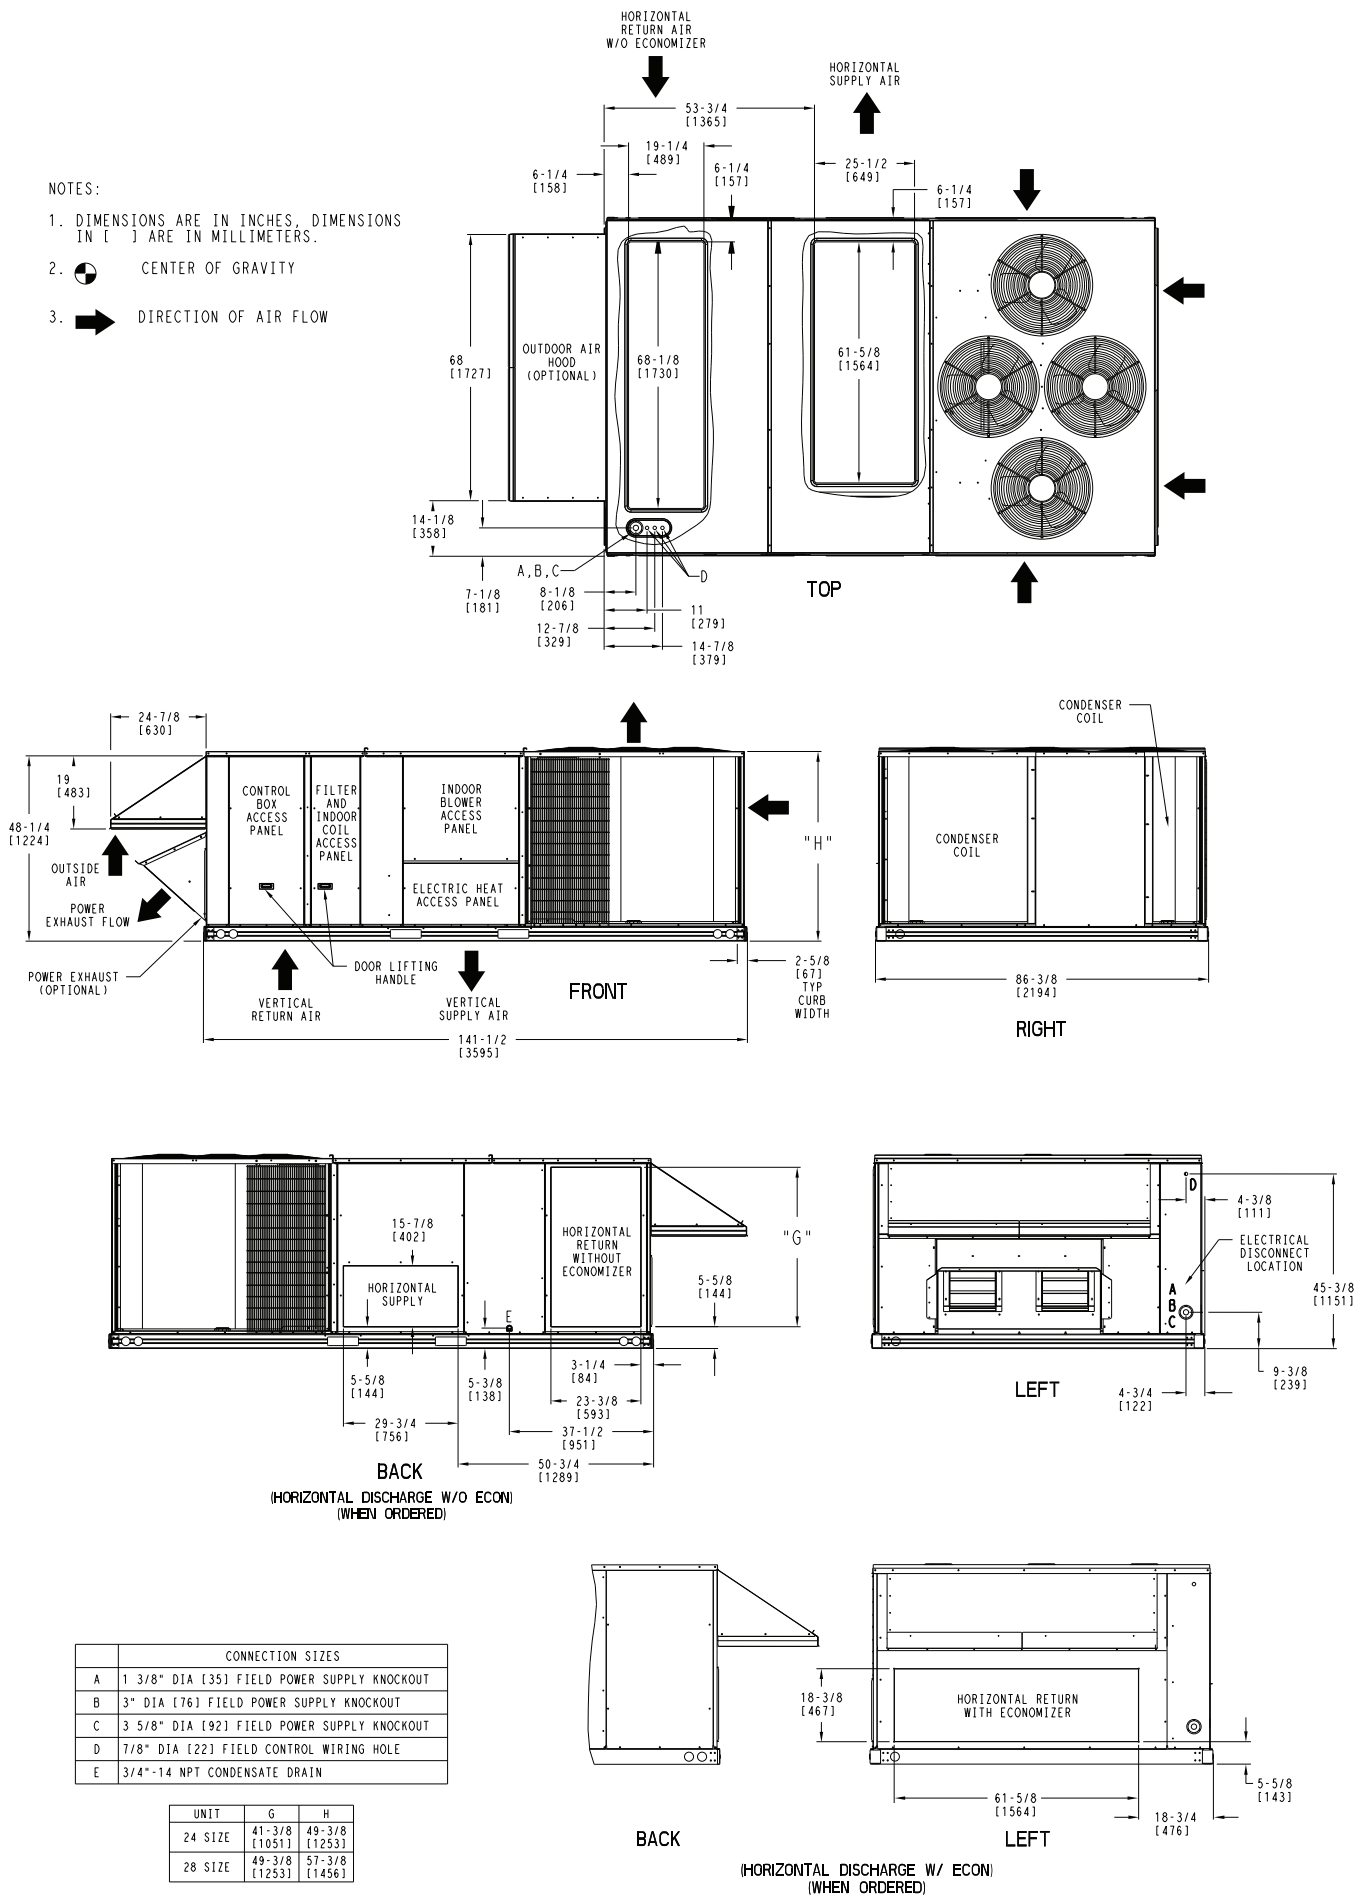 HORIZONTAL
RETURN AIR
W/O ECONOMIZER
HORIZONTAL
SUPPLY AIR
53-3/4
[1365]
19-1/4
[489]
6-1/4
[158]
6-1/4
[157]
25-1/2
[649]
6-1/4
[157]
NOTES:
1. DIMENSIONS ARE IN INCHES, DIMENSIONS
IN [ ] ARE IN MILLIMETERS.
2. CENTER OF GRAVITY
3. DIRECTION OF AIR FLOW
68
[1727]
OUTDOOR AIR
HOOD
(OPTIONAL)
68-1/8
[1730]
61-5/8
[1564]
14-1/8
[358]
7-1/8
[181]
A,B,C
D
8-1/8
[206]
11
[279]
12-7/8
[329]
14-7/8
[379]
TOP
24-7/8
[630]
19
[483]
48-1/4
[1224]
OUTSIDE
AIR
POWER
EXHAUST FLOW
POWER EXHAUST
(OPTIONAL)
CONTROL
BOX
ACCESS
PANEL
FILTER
AND
INDOOR
COIL
ACCESS
PANEL
INDOOR
BLOWER
ACCESS
PANEL
ELECTRIC HEAT
ACCESS PANEL
DOOR LIFTING
HANDLE
VERTICAL
RETURN AIR
VERTICAL
SUPPLY AIR
FRONT
"H"
2-5/8
[67]
TYP
CURB
WIDTH
141-1/2
[3595]
CONDENSER
COIL
CONDENSER
COIL
86-3/8
[2194]
RIGHT
15-7/8
[402]
HORIZONTAL
SUPPLY
HORIZONTAL
RETURN
WITHOUT
ECONOMIZER
E
"G"
5-5/8
[144]
5-5/8
[144]
5-3/8
[138]
3-1/4
[84]
23-3/8
[593]
29-3/4
[756]
37-1/2
[951]
50-3/4
[1289]
BACK
(HORIZONTAL DISCHARGE W/O ECON)
(WHEN ORDERED)
D
4-3/8
[111]
ELECTRICAL
DISCONNECT
LOCATION
A
B
C
45-3/8
[1151]
9-3/8
[239]
4-3/4
[122]
LEFT
CONNECTION SIZES
A 1 3/8" DIA [35] FIELD POWER SUPPLY KNOCKOUT
B 3" DIA [76] FIELD POWER SUPPLY KNOCKOUT
C 3 5/8" DIA [92] FIELD POWER SUPPLY KNOCKOUT
D 7/8" DIA [22] FIELD CONTROL WIRING HOLE
E 3/4"-14 NPT CONDENSATE DRAIN
UNIT G H
24 SIZE 41-3/8 [1051] 49-3/8 [1253]
28 SIZE 49-3/8 [1253] 57-3/8 [1456]
18-3/8
[467]
HORIZONTAL RETURN
WITH ECONOMIZER
61-5/8
[1564]
5-5/8
[143]
18-3/4
[476]
BACK
LEFT
(HORIZONTAL DISCHARGE W/ ECON)
(WHEN ORDERED)